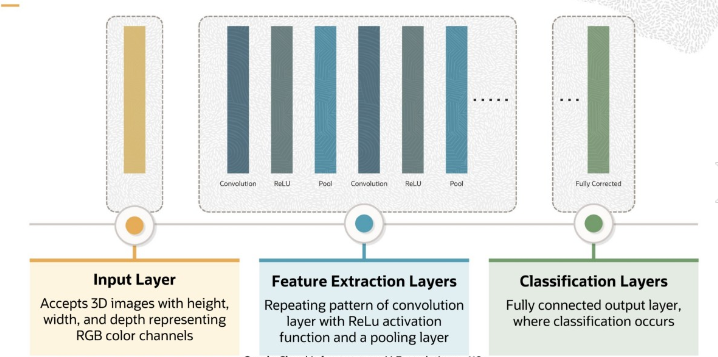 Convolution ReLU Pool Convolution ReLU Pool Fully Corrected
Input Layer
Accepts 3D images with height,
width, and depth representing
RGB color channels
Feature Extraction Layers
Repeating pattern of convolution
layer with ReLu activation
function and a pooling layer
Classification Layers
Fully connected output layer,
where classification occurs